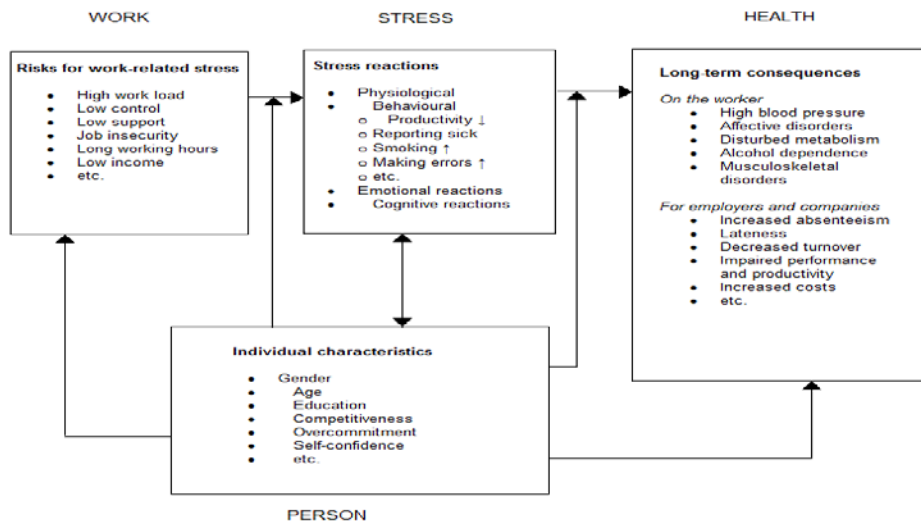 WORK
STRESS
HEALTH
Risks for work-related stress
• High work load
• Low control
• Low support
• Job insecurity
• Long working hours
• Low income
• etc.
Stress reactions
• Physiological
• Behavioural
o Productivity ↓
o Reporting sick
o Smoking ↑
o Making errors ↑
o etc.
• Emotional reactions
• Cognitive reactions
Long-term consequences
On the worker
• High blood pressure
• Affective disorders
• Disturbed metabolism
• Alcohol dependence
• Musculoskeletal
disorders
For employers and companies
• Increased absenteeism
• Lateness
• Decreased turnover
• Impaired performance
and productivity
• Increased costs
• etc.
Individual characteristics
• Gender
• Age
• Education
• Competitiveness
• Overcommitment
• Self-confidence
• etc.
PERSON